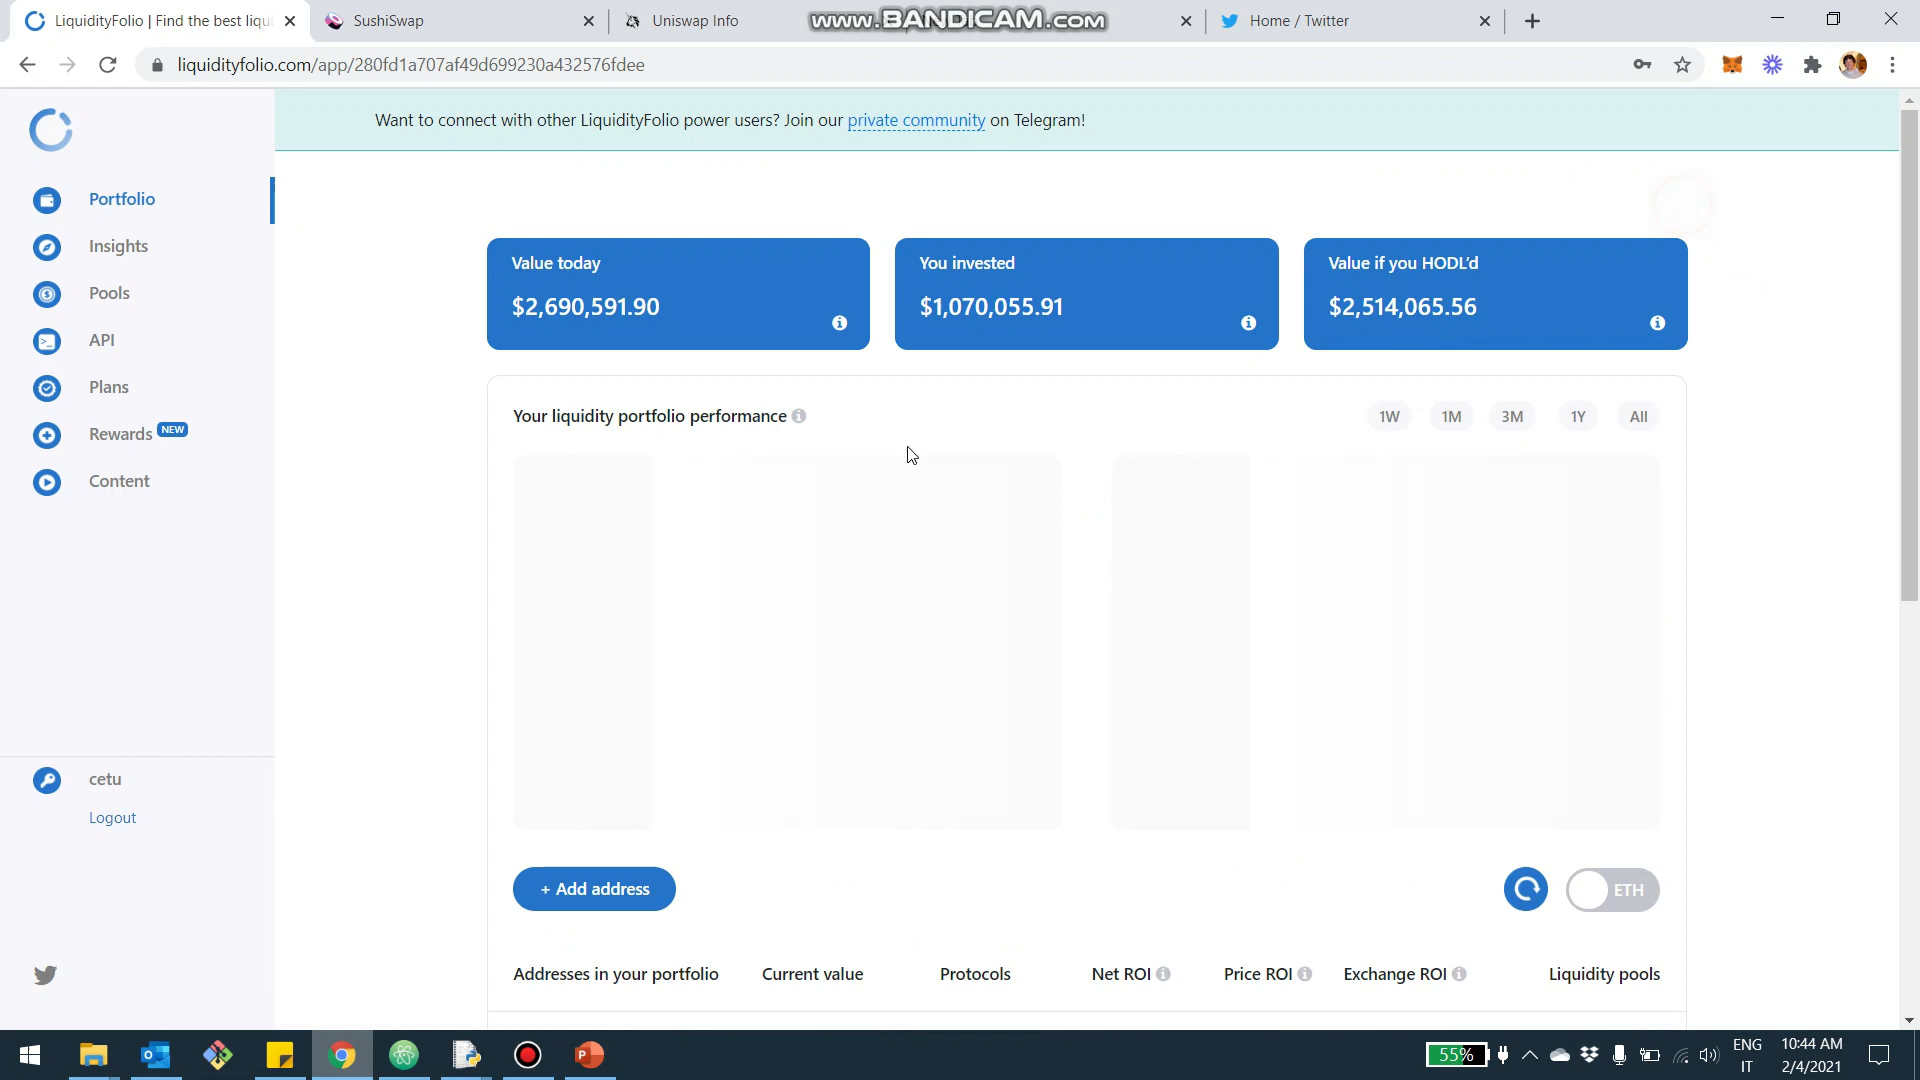 LiquidityFolio | Find the best liqui
SushiSwap
Uniswap Info
www.BANDICAM.com
Home / Twitter
liquidityfolio.com/app/280fd1a707af49d699230a432576fdee
Want to connect with other LiquidityFolio power users? Join our private community on Telegram!
Portfolio
Insights
Pools
API
Plans
Rewards NEW
Content
cetu
Logout
Value today
$2,690,591.90
You invested
$1,070,055.91
Value if you HODL'd
$2,514,065.56
Your liquidity portfolio performance
1W 1M 3M 1Y All
+ Add address
ETH
Addresses in your portfolio Current value Protocols Net ROI Price ROI Exchange ROI Liquidity pools
55%
ENG
IT
10:44 AM
2/4/2021